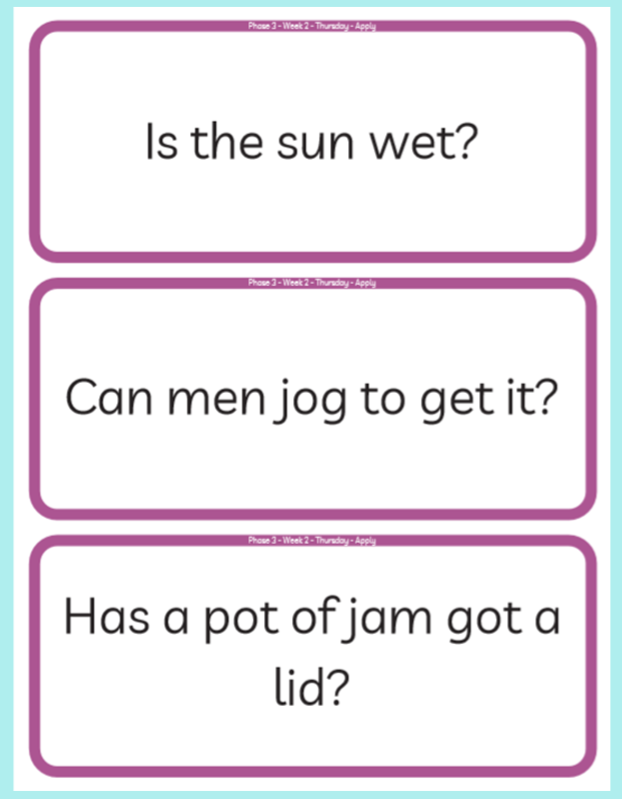 Phase 3 - Week 2 - Thursday - Apply
Is the sun wet?
Phase 3 - Week 2 - Thursday - Apply
Can men jog to get it?
Phase 3 - Week 2 - Thursday - Apply
Has a pot of jam got a
lid?